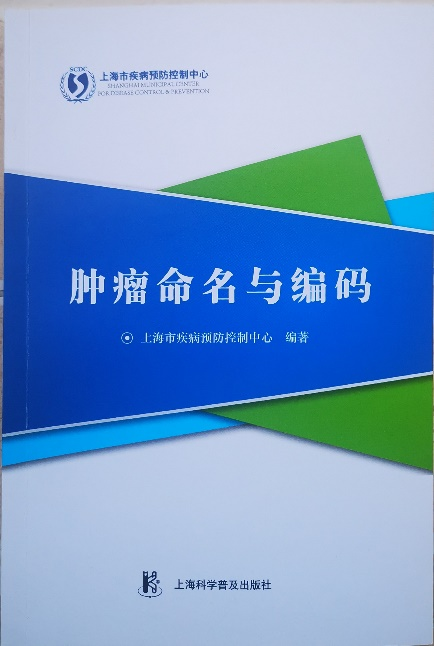 SCDC
上海市疾病预防控制中心
SHANGHAI MUNICIPAL CENTER
FOR DISEASE CONTROL & PREVENTION
肿瘤命名与编码
上海市疾病预防控制中心 编著
上海科学普及出版社